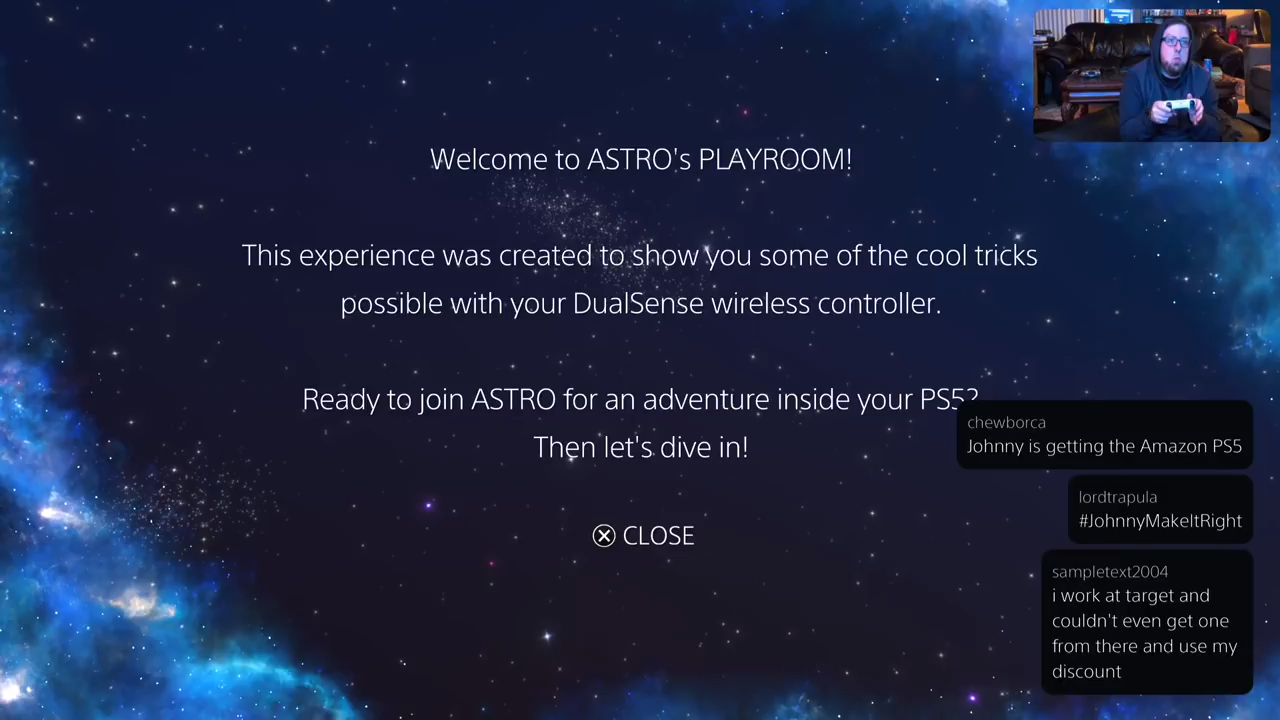 Welcome to ASTRO's PLAYROOM!
This experience was created to show you some of the cool tricks
possible with your DualSense wireless controller.
Ready to join ASTRO for an adventure inside your PS5?
Then let's dive in!
CLOSE
chewborca
Johnny is getting the Amazon PS5
lordtrapula
#JohnnyMakeItRight
sampletext2004
i work at target and
couldn't even get one
from there and use my
discount